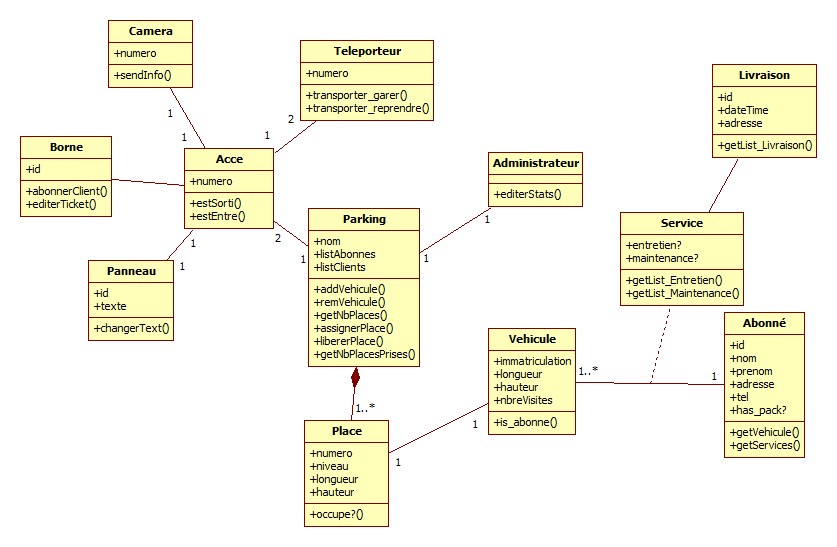 Camera
+numero
+sendInfo()
Teleporteur
+numero
+transporter_garer()
+transporter_reprendre()
Livraison
+id
+dateTime
+adresse
+getList_Livraison()
1
1
2
1
Borne
+id
+abonnerClient()
+editerTicket()
Acce
+numero
+estSorti()
+estEntre()
Administrateur
+editerStats()
1
1
2
1
1
1
Parking
+nom
+listAbonnes
+listClients
+addVehicule()
+remVehicule()
+getNbPlaces()
+assignerPlace()
+libererPlace()
+getNbPlacesPrises()
Service
+entretien?
+maintenance?
+getList_Entretien()
+getList_Maintenance()
Panneau
+id
+texte
+changerText()
Vehicule
+immatriculation
+longueur
+hauteur
+nbreVisites
+is_abonne()
1..*
1
Abonné
+id
+nom
+prenom
+adresse
+tel
+has_pack?
+getVehicule()
+getServices()
1..*
1
1
Place
+numero
+niveau
+longueur
+hauteur
+occupe?()